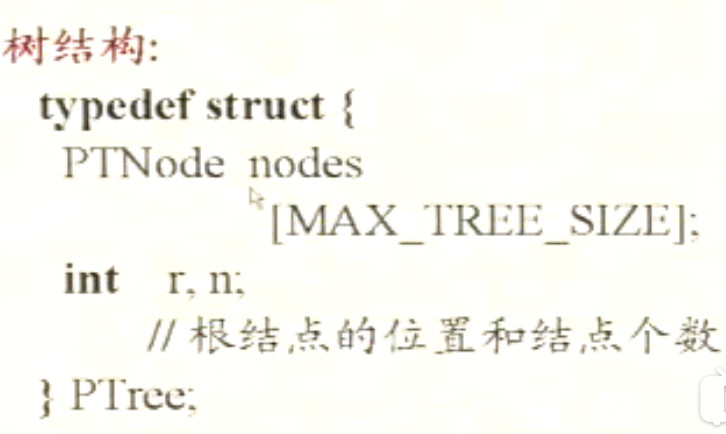 树结构:
typedef struct {
PTNode nodes
[MAX_TREE_SIZE];
int r, n;
// 根结点的位置和结点个数
} PTree;